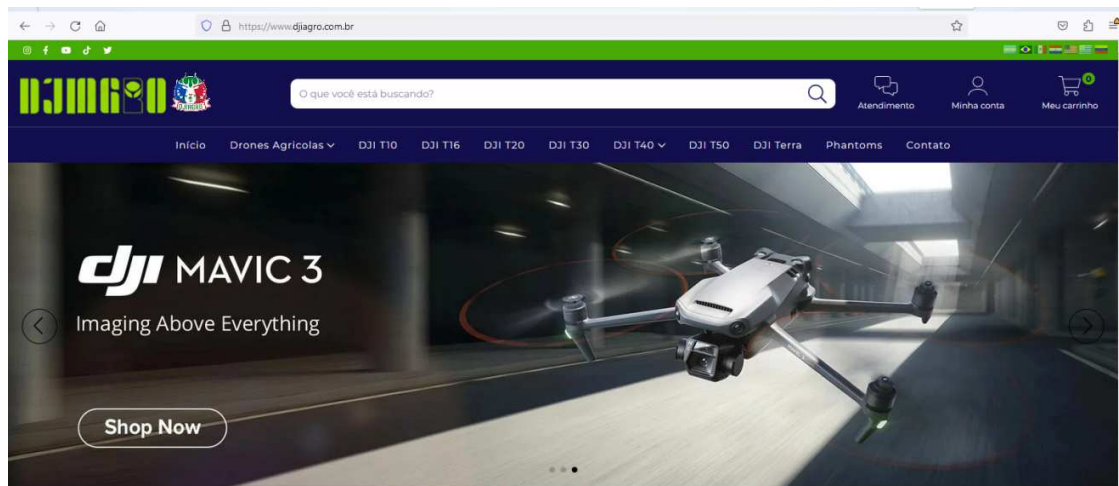 https://www.djiagro.com.br
O que você está buscando?
Atendimento
Minha conta
0
Meu carrinho
Início Drones Agricolas DJI T10 DJI T16 DJI T20 DJI T30 DJI T40 DJI T50 DJI Terra Phantoms Contato
dji MAVIC 3
Imaging Above Everything
Shop Now